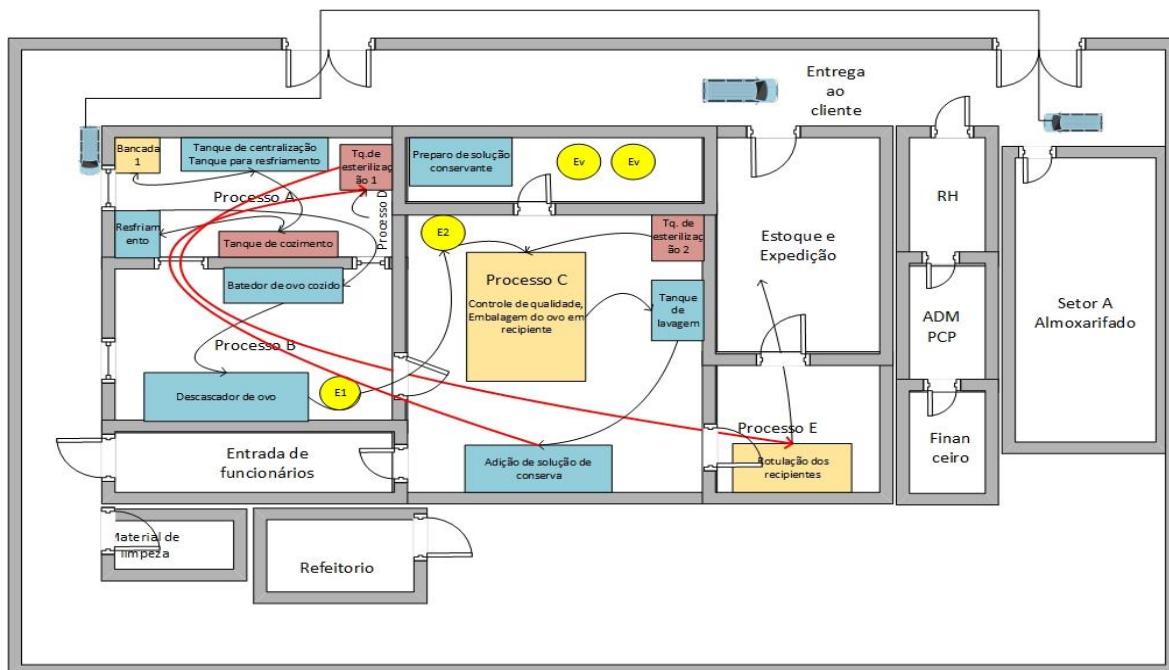 Entrega
ao
cliente
Bancada
1
Tanque de centralização
Tanque para resfriamento
Tq.de
esterilizaç
ão 1
Processo A
Processo D
Resfriam
ento
Tanque de cozimento
Preparo de solução
conservante
Ev
Ev
E2
Tq. de
esterilizaç
ão 2
Processo C
Controle de qualidade,
Embalagem do ovo em
recipiente
Tanque
de
lavagem
Batedor de ovo cozido
Processo B
Descascador de ovo
E1
Entrada de
funcionários
Adição de solução de
conserva
Estoque e
Expedição
Processo E
Rotulação dos
recipientes
RH
ADM
PCP
Finan
ceiro
Setor A
Almoxarifado
Material de
limpeza
Refeitorio